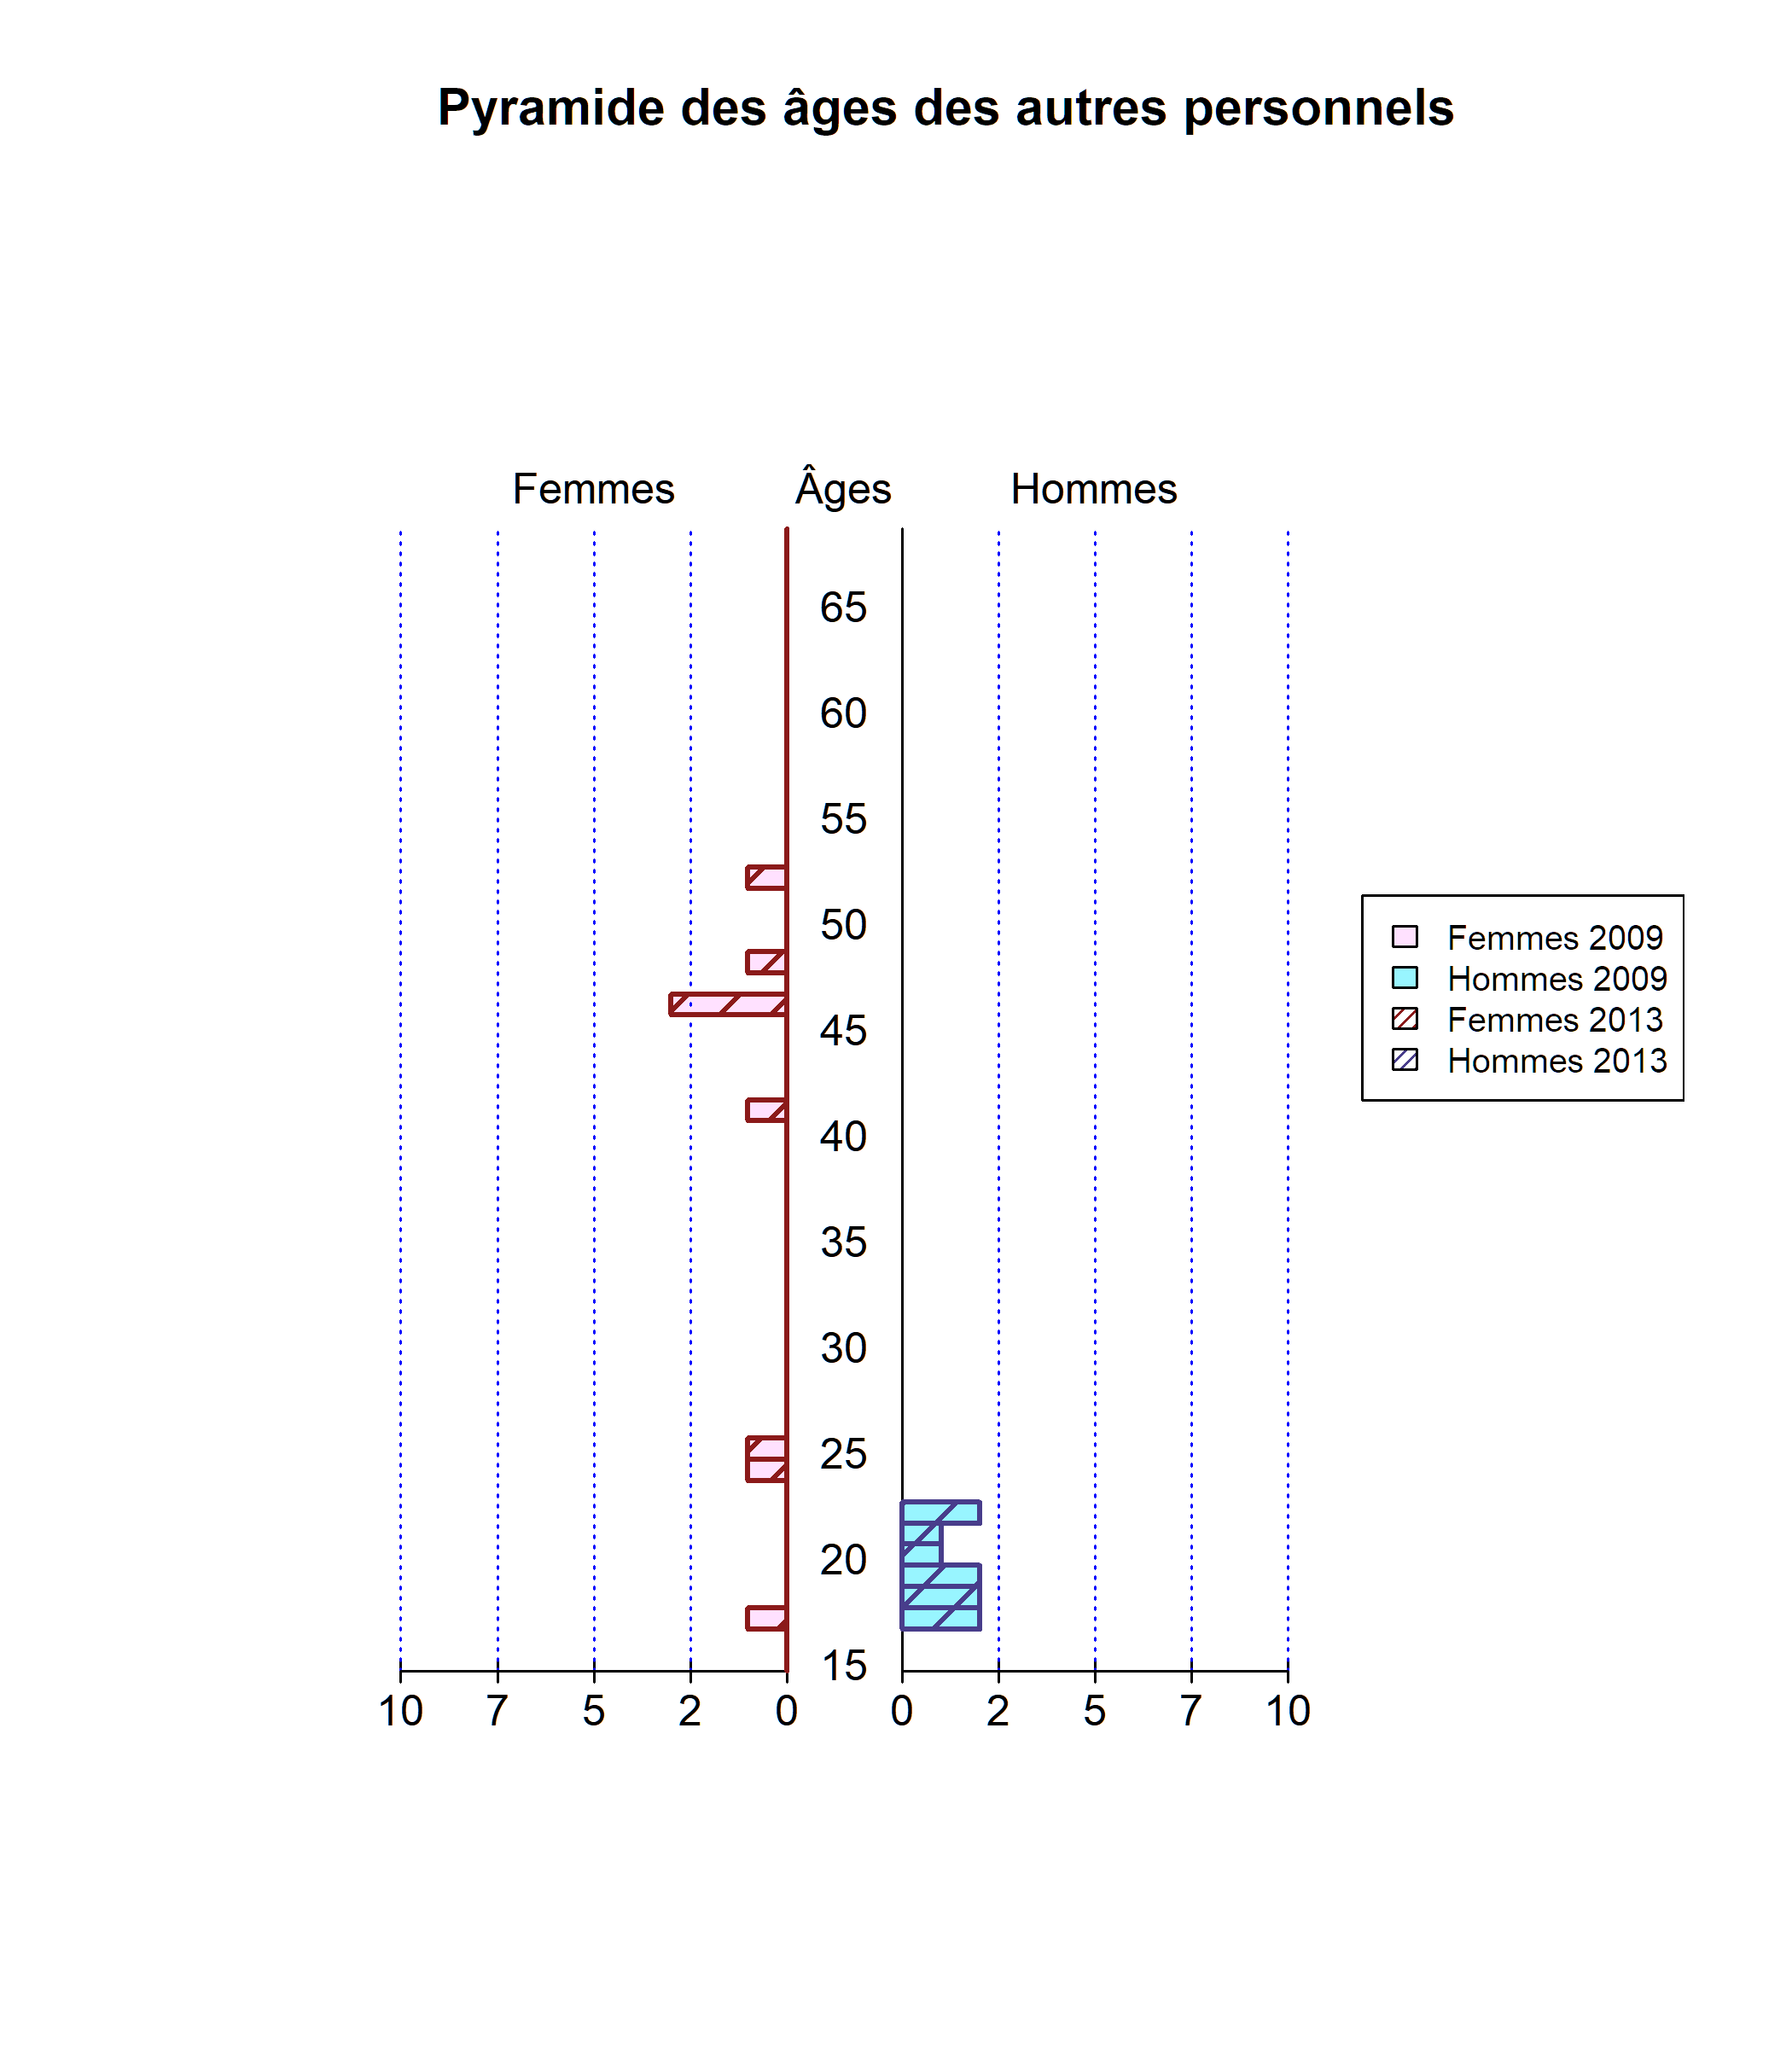 Pyramide des âges des autres personnels
Femmes Âges Hommes
65
60
55
50
45
40
35
30
25
20
15
10 7 5 2 0 0 2 5 7 10
Femmes 2009
Hommes 2009
Femmes 2013
Hommes 2013